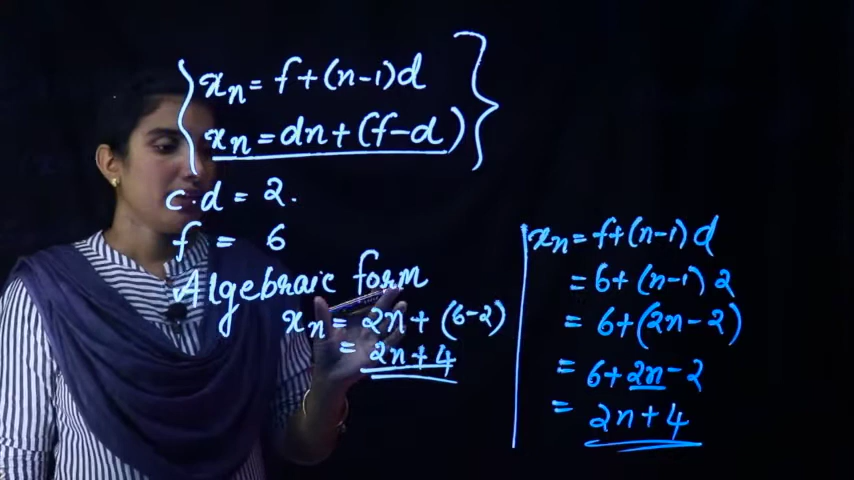 xₙ = f+(n-1)d
xₙ = dn+(f-d)
c.d = 2.
f = 6
Algebraic form
xₙ = 2n+ (6-2)
= 2n+4
xₙ = f+(n-1) d
= 6+(n-1) 2
= 6+(2n-2)
= 6+2n-2
= 2n+4